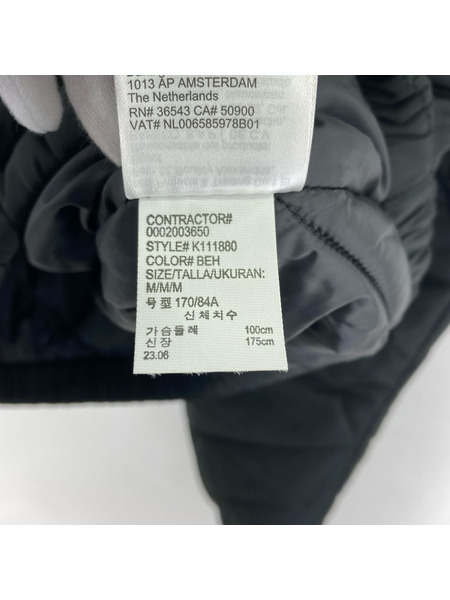 1013 AP AMSTERDAM
The Netherlands
RN# 36543 CA# 50900
VAT# NL006585978B01
CONTRACTOR#
0002003650
STYLE# K111880
COLOR# BEH
SIZE/TALLA/UKURAN:
M/M/M
号型 170/84A
신체치수
가슴둘레 100cm
신장 175cm
23.06